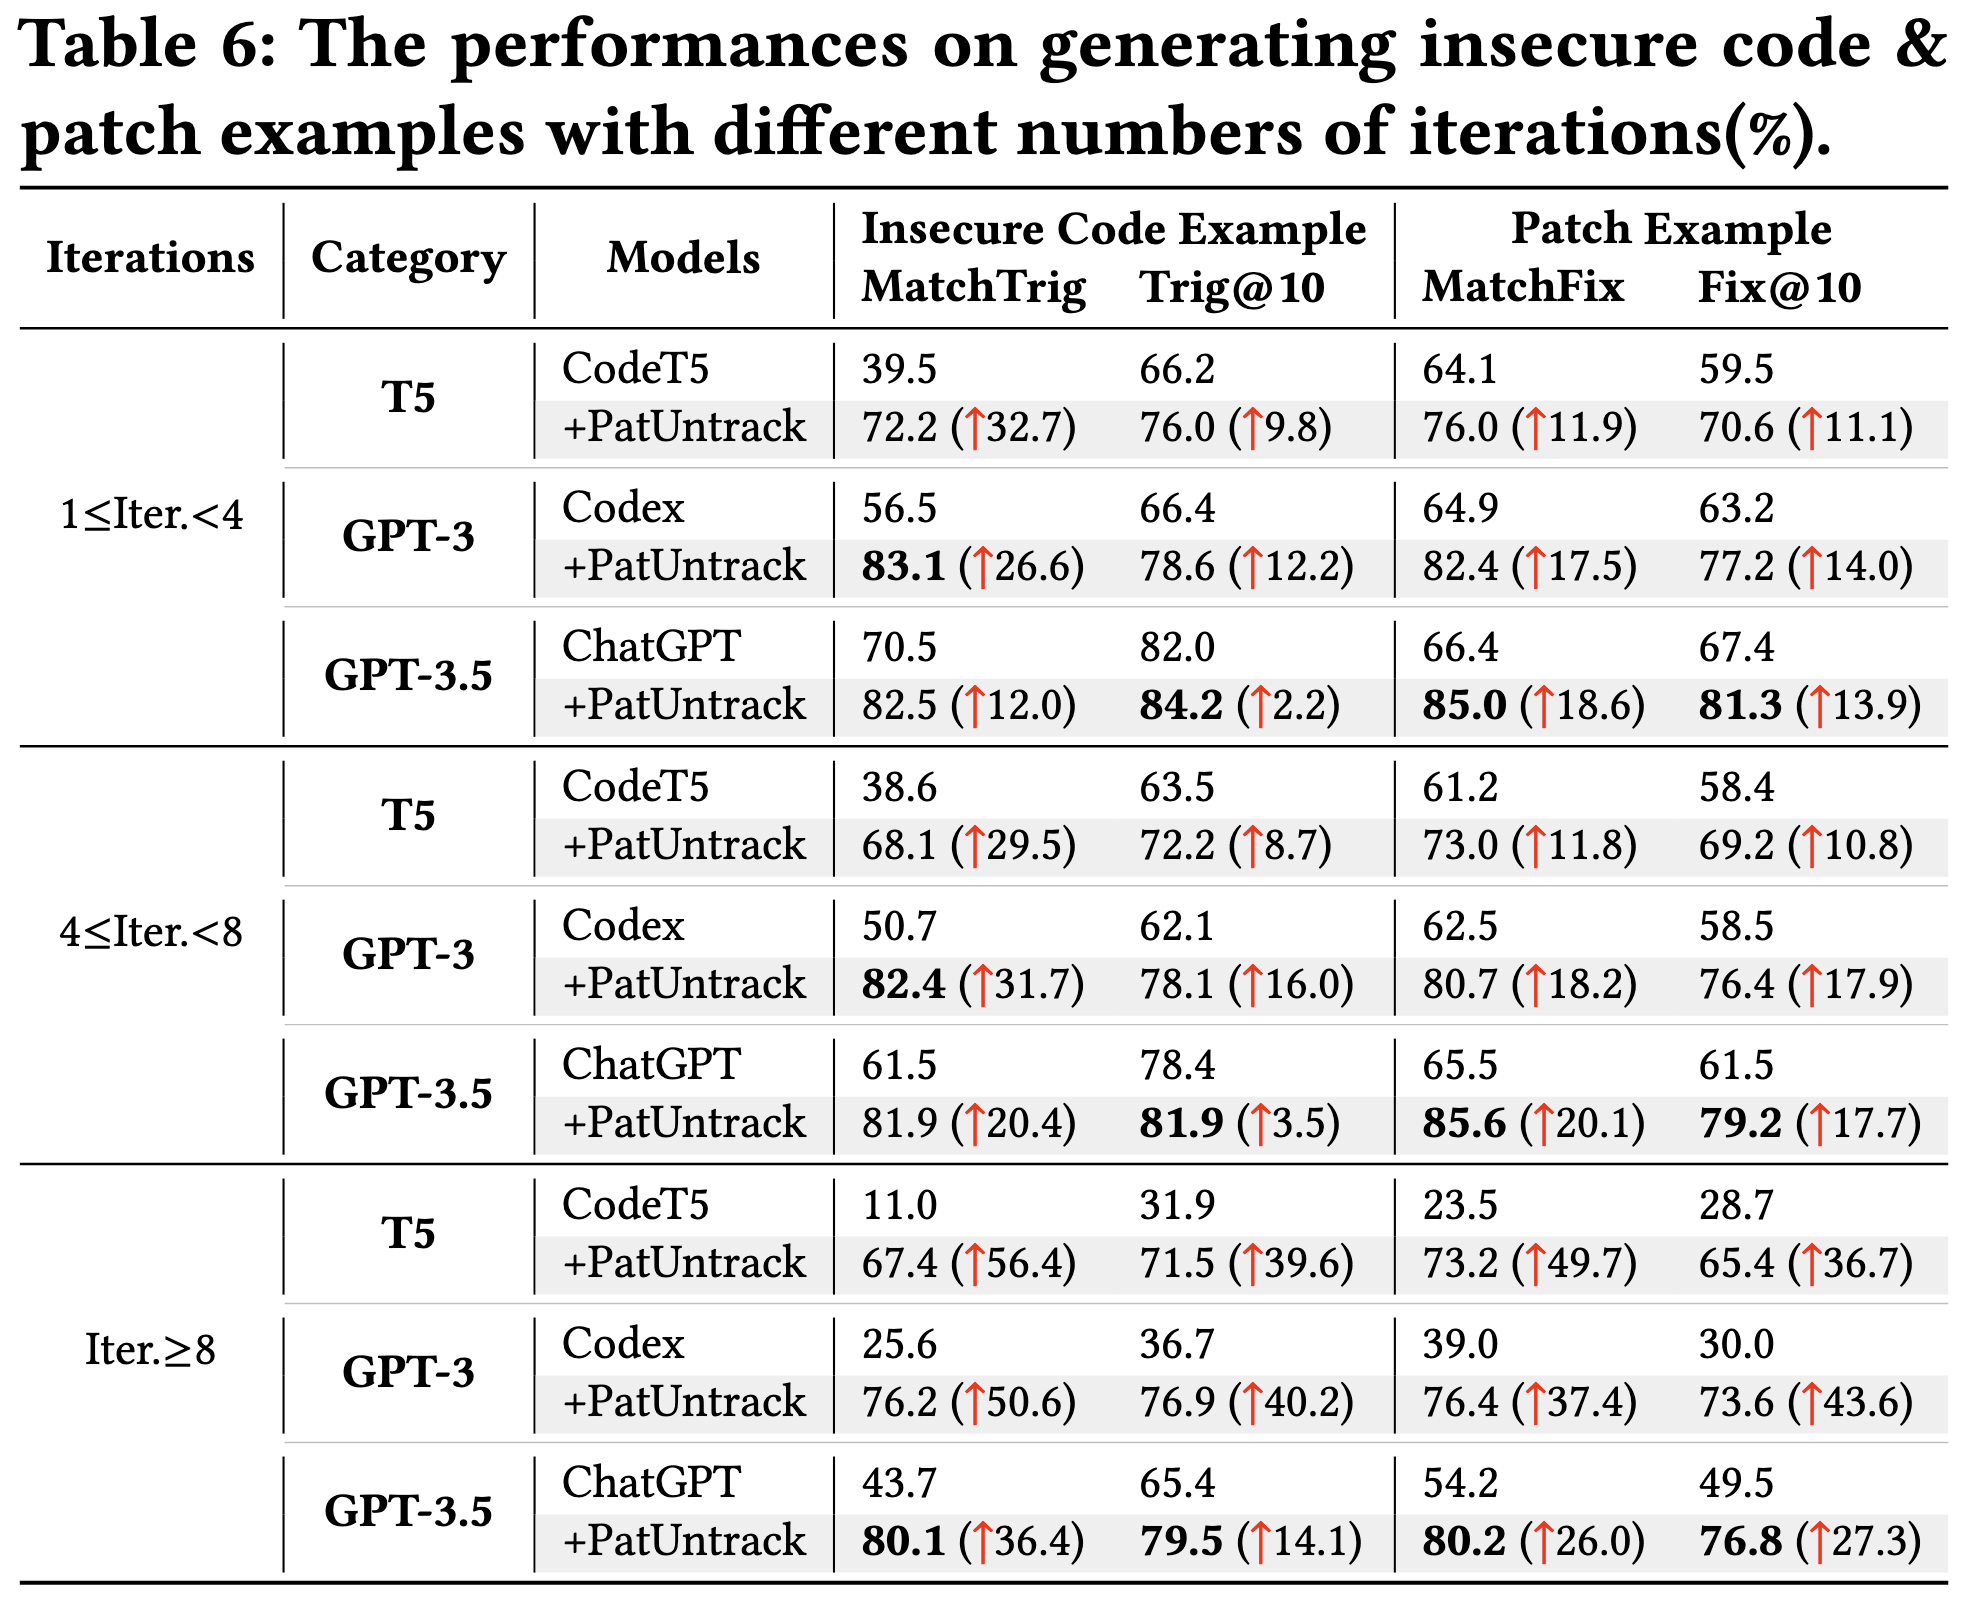 Table 6: The performances on generating insecure code &
patch examples with different numbers of iterations(%).
Iterations Category Models Insecure Code Example Patch Example
MatchTrig Trig@10 MatchFix Fix@10
1≤Iter.<4
T5
CodeT5 39.5 66.2 64.1 59.5
+PatUntrack 72.2 (↑32.7) 76.0 (↑9.8) 76.0 (↑11.9) 70.6 (↑11.1)
GPT-3
Codex 56.5 66.4 64.9 63.2
+PatUntrack 83.1 (↑26.6) 78.6 (↑12.2) 82.4 (↑17.5) 77.2 (↑14.0)
GPT-3.5
ChatGPT 70.5 82.0 66.4 67.4
+PatUntrack 82.5 (↑12.0) 84.2 (↑2.2) 85.0 (↑18.6) 81.3 (↑13.9)
4≤Iter.<8
T5
CodeT5 38.6 63.5 61.2 58.4
+PatUntrack 68.1 (↑29.5) 72.2 (↑8.7) 73.0 (↑11.8) 69.2 (↑10.8)
GPT-3
Codex 50.7 62.1 62.5 58.5
+PatUntrack 82.4 (↑31.7) 78.1 (↑16.0) 80.7 (↑18.2) 76.4 (↑17.9)
GPT-3.5
ChatGPT 61.5 78.4 65.5 61.5
+PatUntrack 81.9 (↑20.4) 81.9 (↑3.5) 85.6 (↑20.1) 79.2 (↑17.7)
Iter.≥8
T5
CodeT5 11.0 31.9 23.5 28.7
+PatUntrack 67.4 (↑56.4) 71.5 (↑39.6) 73.2 (↑49.7) 65.4 (↑36.7)
GPT-3
Codex 25.6 36.7 39.0 30.0
+PatUntrack 76.2 (↑50.6) 76.9 (↑40.2) 76.4 (↑37.4) 73.6 (↑43.6)
GPT-3.5
ChatGPT 43.7 65.4 54.2 49.5
+PatUntrack 80.1 (↑36.4) 79.5 (↑14.1) 80.2 (↑26.0) 76.8 (↑27.3)